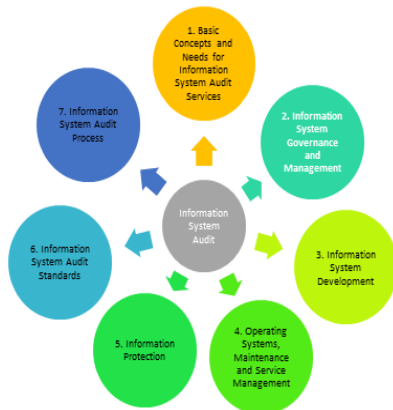 1. Basic
Concepts and
Needs for
Information
System Audit
Services
2. Information
System
Governance
and
Management
3. Information
System
Development
4. Operating
Systems,
Maintenance
and Service
Management
5. Information
Protection
6. Information
System Audit
Standards
7. Information
System Audit
Process
Information
System
Audit